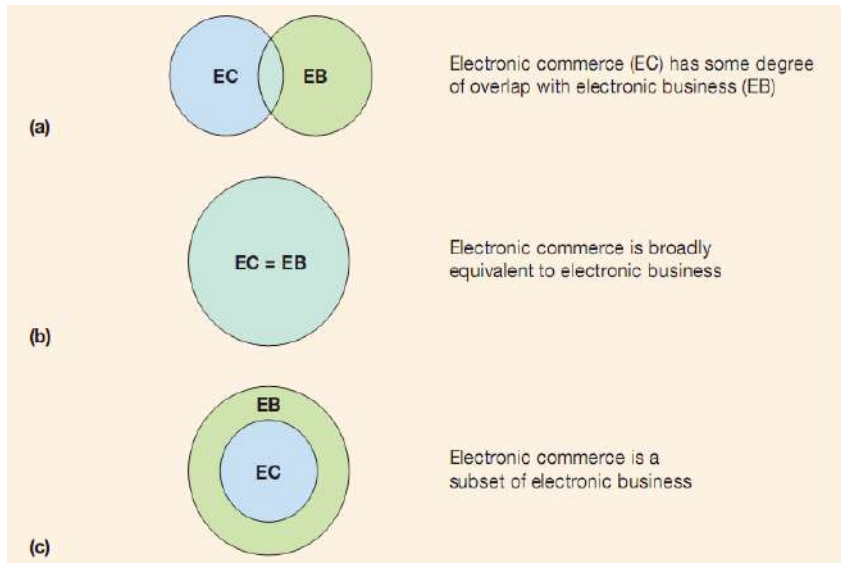 EC
EB
Electronic commerce (EC) has some degree
of overlap with electronic business (EB)
(a)
EC = EB
Electronic commerce is broadly
equivalent to electronic business
(b)
EB
EC
Electronic commerce is a
subset of electronic business
(c)